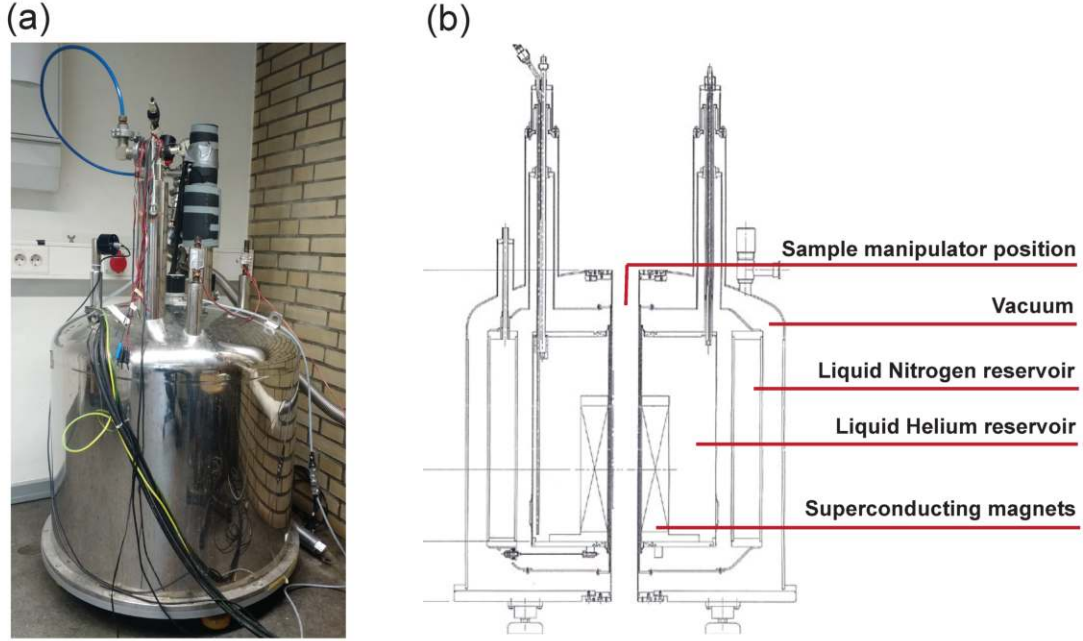 (a)
(b)
Sample manipulator position
Vacuum
Liquid Nitrogen reservoir
Liquid Helium reservoir
Superconducting magnets